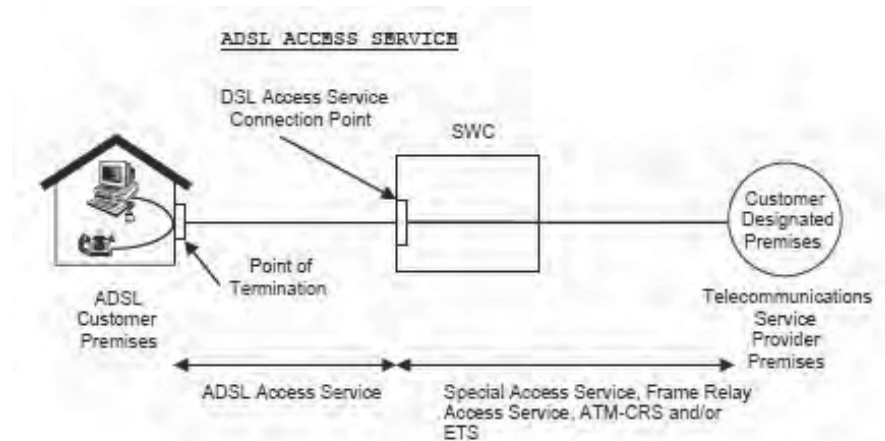 ADSL ACCESS SERVICE
DSL Access Service
Connection Point
SWC
Customer
Designated
Premises
Point of
Termination
ADSL
Customer
Premises
Telecommunications
Service
Provider
Premises
ADSL Access Service
Special Access Service, Frame Relay
Access Service, ATM-CRS and/or
ETS